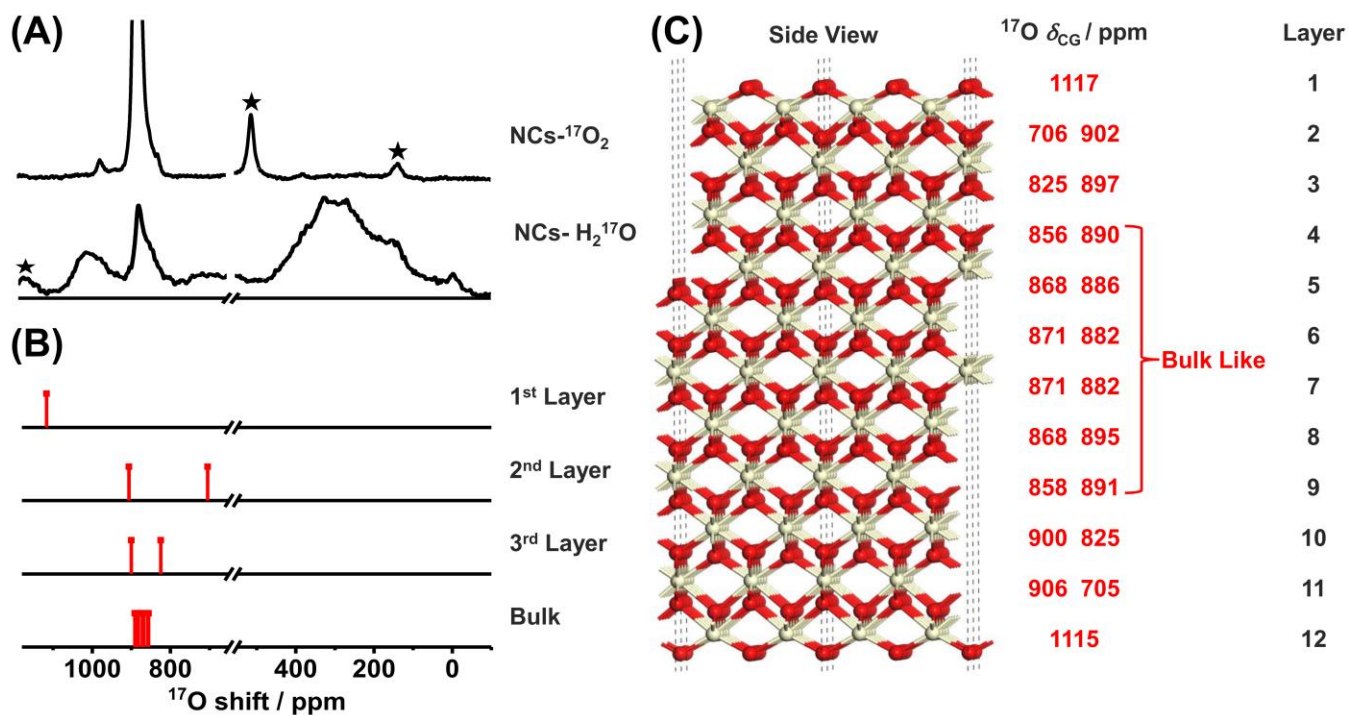 (A)
NCs-¹⁷O₂
NCs- H₂¹⁷O
(B)
1ˢᵗ Layer
2ⁿᵈ Layer
3ʳᵈ Layer
Bulk
1000 800 400 200 0
¹⁷O shift / ppm
(C)
Side View ¹⁷O δCG / ppm Layer
1117 1
706 902 2
825 897 3
856 890 4
868 886 5
871 882 6
871 882 7
868 895 8
858 891 9
900 825 10
906 705 11
1115 12
Bulk Like